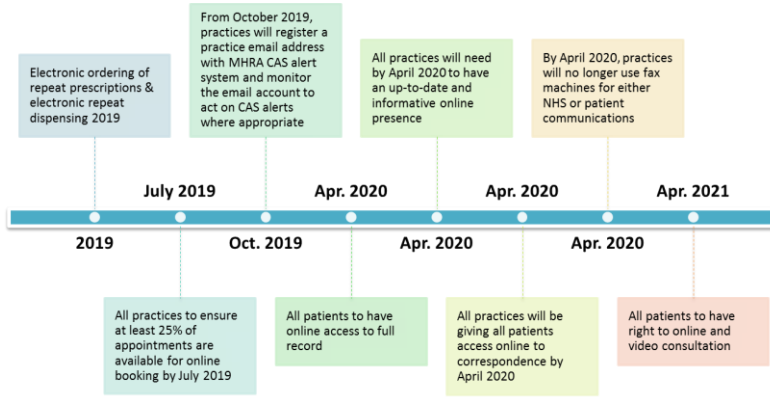 From October 2019,
practices will register a
practice email address
with MHRA CAS alert
system and monitor
the email account to
act on CAS alerts
where appropriate
Electronic ordering of
repeat prescriptions &
electronic repeat
dispensing 2019
All practices will need
by April 2020 to have
an up-to-date and
informative online
presence
By April 2020, practices
will no longer use fax
machines for either
NHS or patient
communications
July 2019
Apr. 2020
Apr. 2020
Apr. 2021
2019
Oct. 2019
Apr. 2020
Apr. 2020
All practices to ensure
at least 25% of
appointments are
available for online
booking by July 2019
All patients to have
online access to full
record
All practices will be
giving all patients
access online to
correspondence by
April 2020
All patients to have
right to online and
video consultation